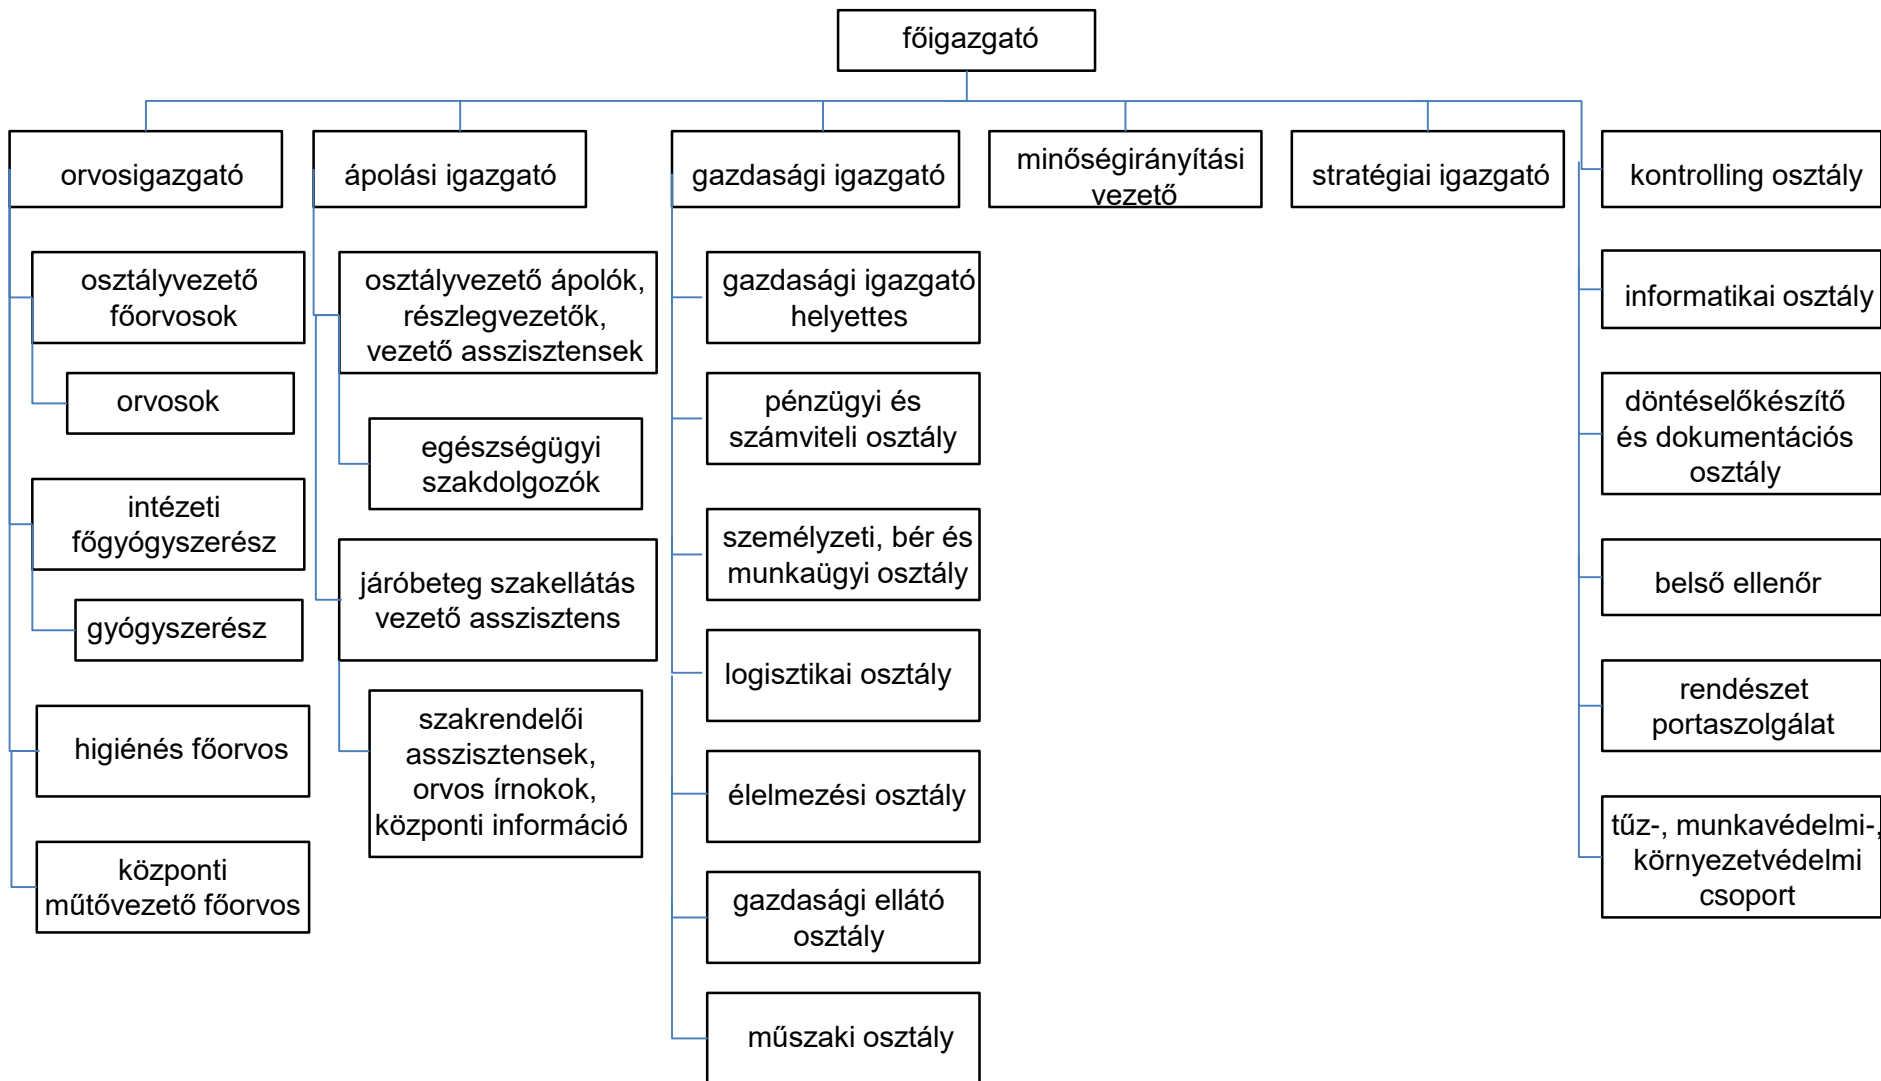 főigazgató
orvosigazgató
osztályvezető
főorvosok
orvosok
intézeti
főgyógyszerész
gyógyszerész
higiénés főorvos
központi
műtővezető főorvos
ápolási igazgató
osztályvezető ápolók,
részlegvezetők,
vezető asszisztensek
egészségügyi
szakdolgozók
járóbeteg szakellátás
vezető asszisztens
szakrendelői
asszisztensek,
orvos írnokok,
központi információ
gazdasági igazgató
gazdasági igazgató
helyettes
pénzügyi és
számviteli osztály
személyzeti, bér és
munkaügyi osztály
logisztikai osztály
élelmezési osztály
gazdasági ellátó
osztály
műszaki osztály
minőségirányítási
vezető
stratégiai igazgató
kontrolling osztály
informatikai osztály
döntéselőkészítő
és dokumentációs
osztály
belső ellenőr
rendészet
portaszolgálat
tűz-, munkavédelmi-,
környezetvédelmi
csoport